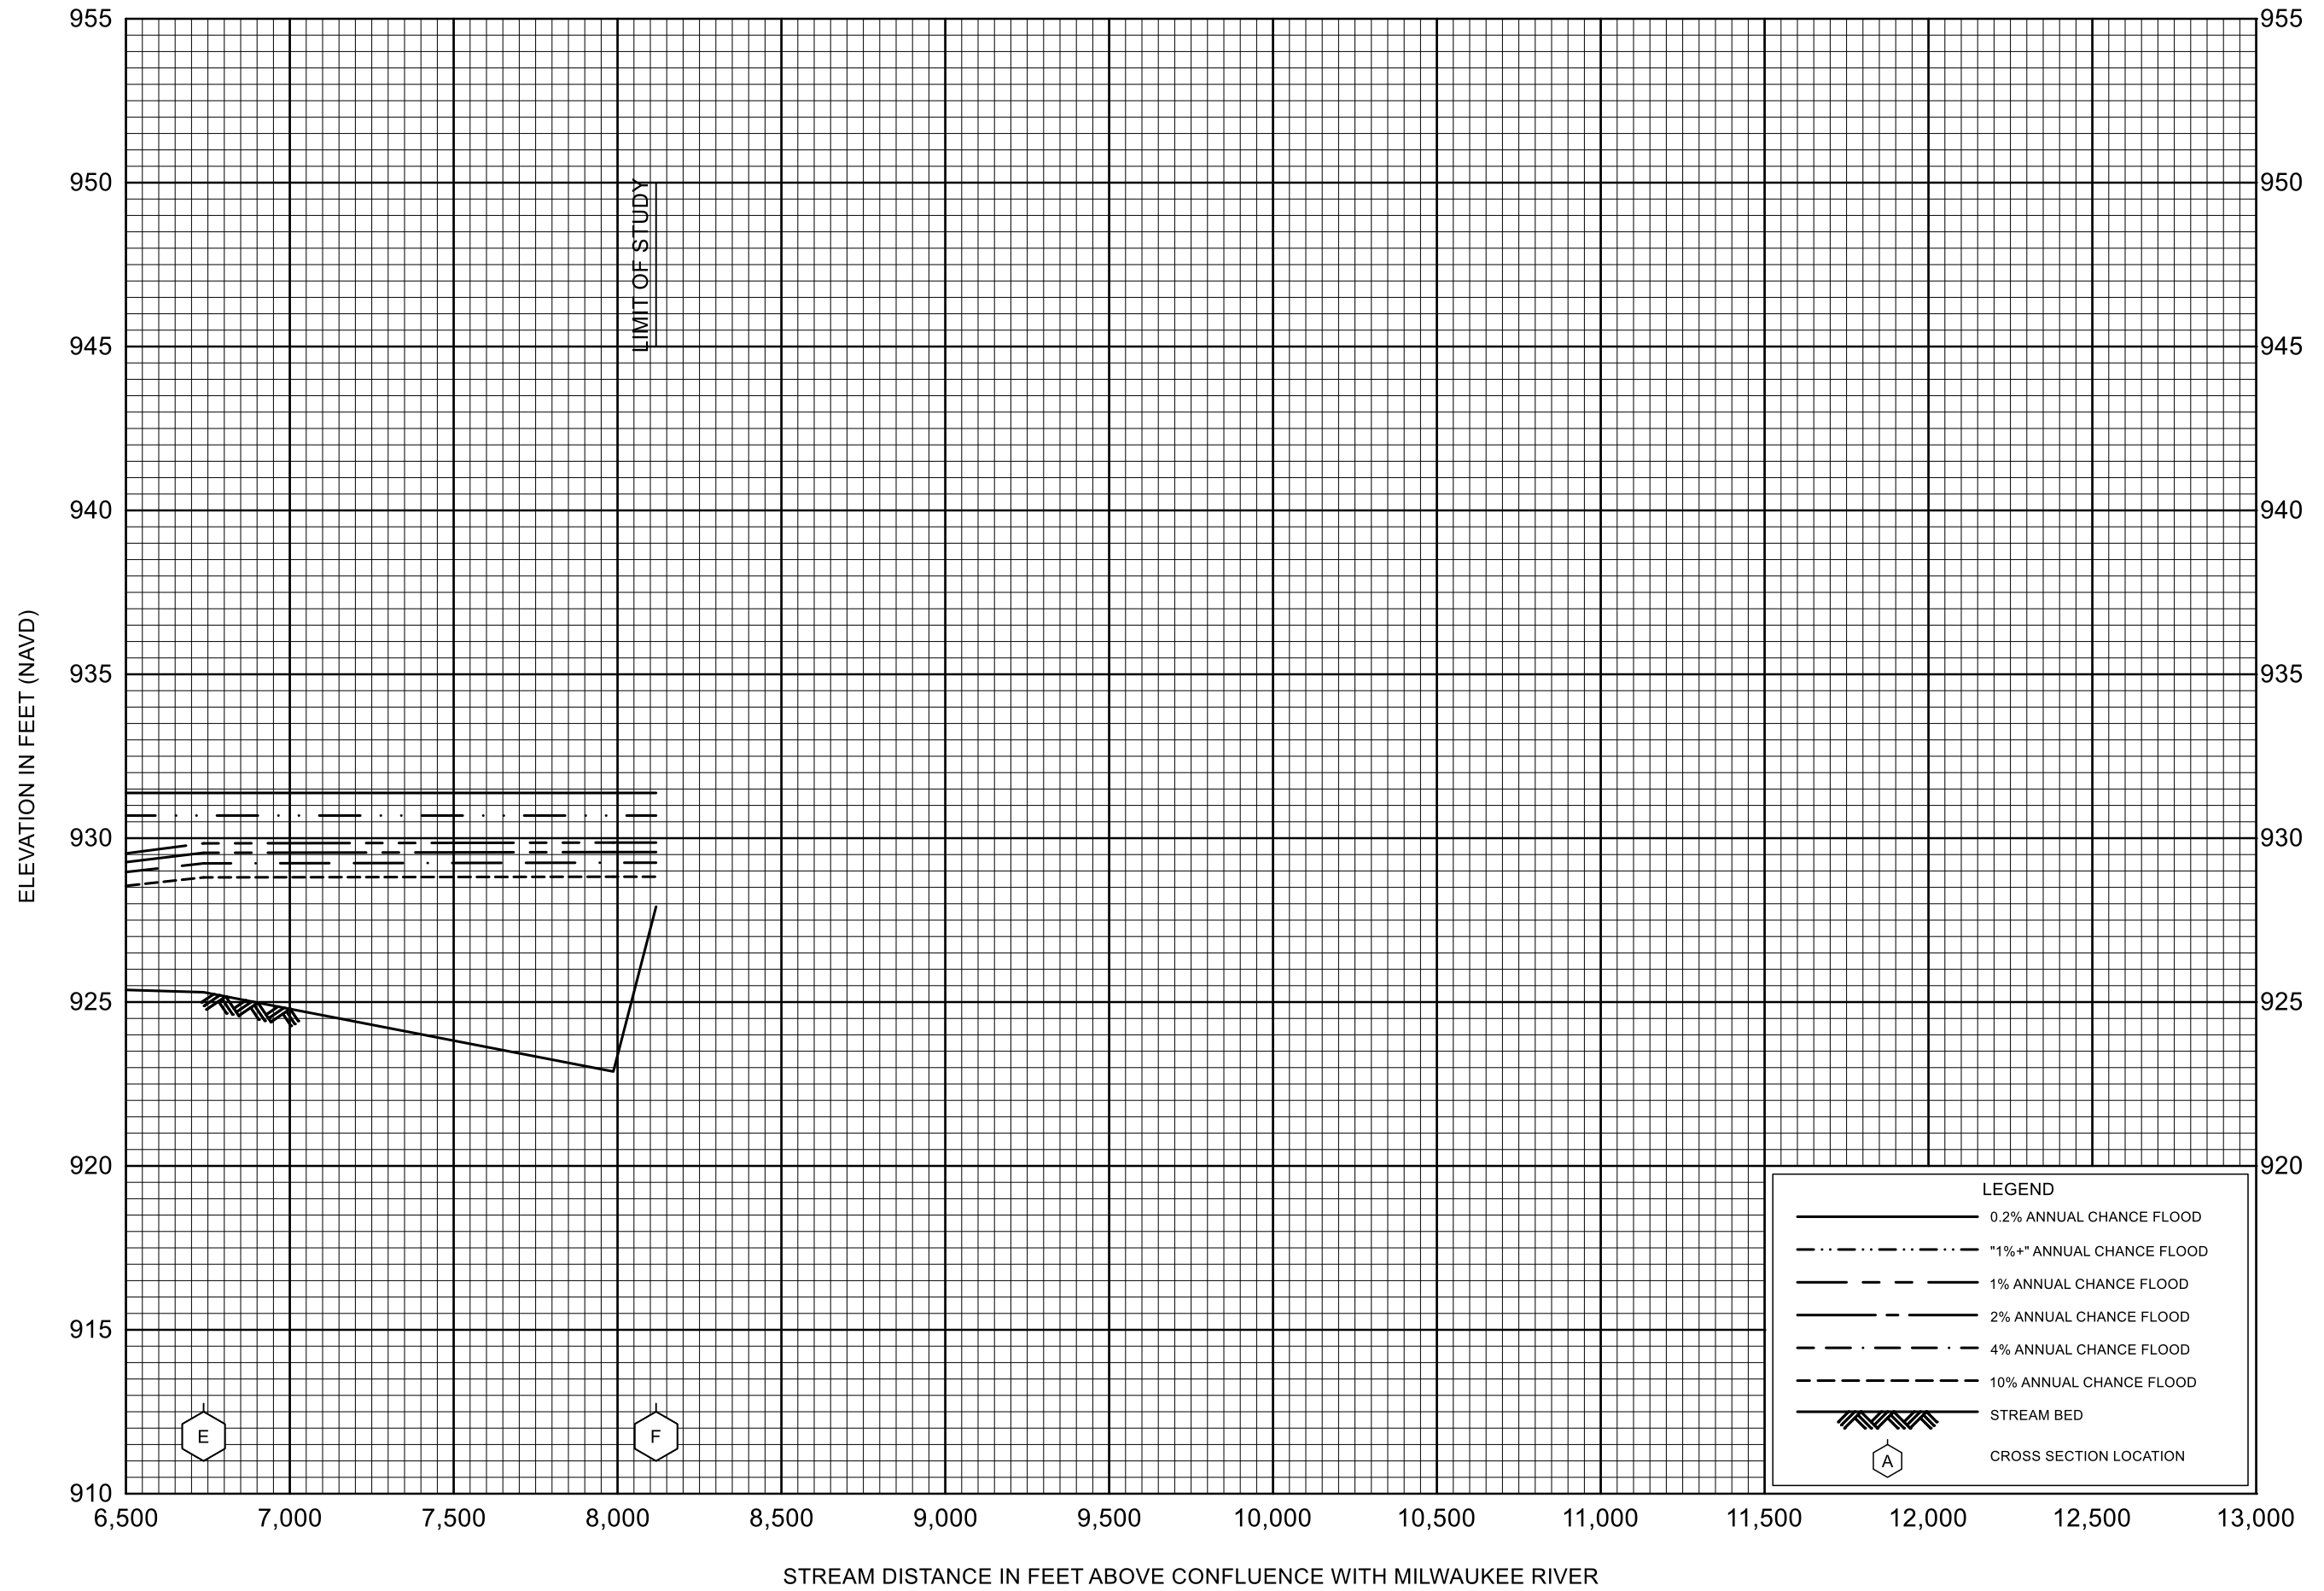 955
955
950
950
LIMIT OF STUDY
945
945
940
940
ELEVATION IN FEET (NAVD)
935
935
930
930
925
925
920
920
915
910
E
F
LEGEND
0.2% ANNUAL CHANCE FLOOD
"1%+" ANNUAL CHANCE FLOOD
1% ANNUAL CHANCE FLOOD
2% ANNUAL CHANCE FLOOD
4% ANNUAL CHANCE FLOOD
10% ANNUAL CHANCE FLOOD
STREAM BED
A CROSS SECTION LOCATION
6,500 7,000 7,500 8,000 8,500 9,000 9,500 10,000 10,500 11,000 11,500 12,000 12,500 13,000
STREAM DISTANCE IN FEET ABOVE CONFLUENCE WITH MILWAUKEE RIVER